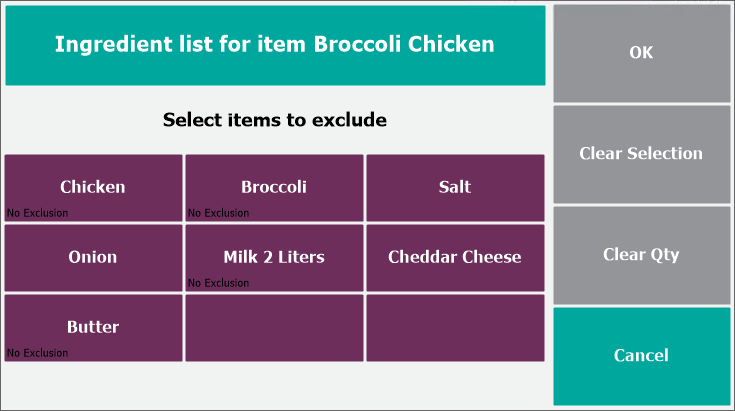 Ingredient list for item Broccoli Chicken
OK
Select items to exclude
Clear Selection
Chicken
No Exclusion
Broccoli
No Exclusion
Salt
Onion
Milk 2 Liters
No Exclusion
Cheddar Cheese
Clear Qty
Butter
No Exclusion
Cancel